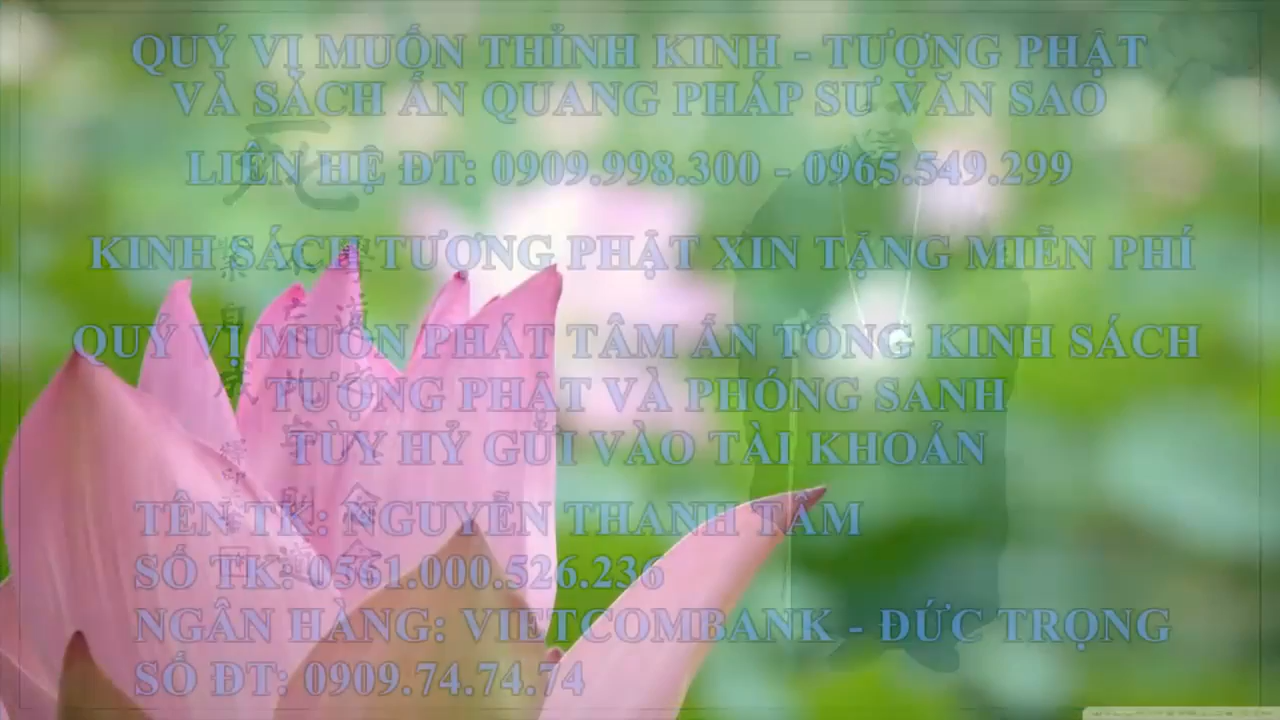 QUÝ VỊ MUỐN THỈNH KINH - TƯỢNG PHẬT
VÀ SÁCH ẤN QUANG PHÁP SƯ VĂN SAO
LIÊN HỆ ĐT: 0909.998.300 - 0965.549.299
KINH SÁCH TƯỢNG PHẬT XIN TẶNG MIỄN PHÍ
QUÝ VỊ MUỐN PHÁT TÂM ẤN TỐNG KINH SÁCH
TƯỢNG PHẬT VÀ PHÓNG SANH
TÙY HỶ GỬI VÀO TÀI KHOẢN
TÊN TK: NGUYỄN THANH TÂM
SỐ TK: 0561.000.526.236
NGÂN HÀNG: VIETCOMBANK - ĐỨC TRỌNG
SỐ ĐT: 0909.74.74.74